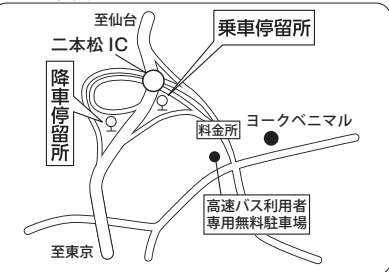 至仙台
二本松 IC
乗車停留所
降車停留所
料金所
ヨークベニマル
高速バス利用者
専用無料駐車場
至東京